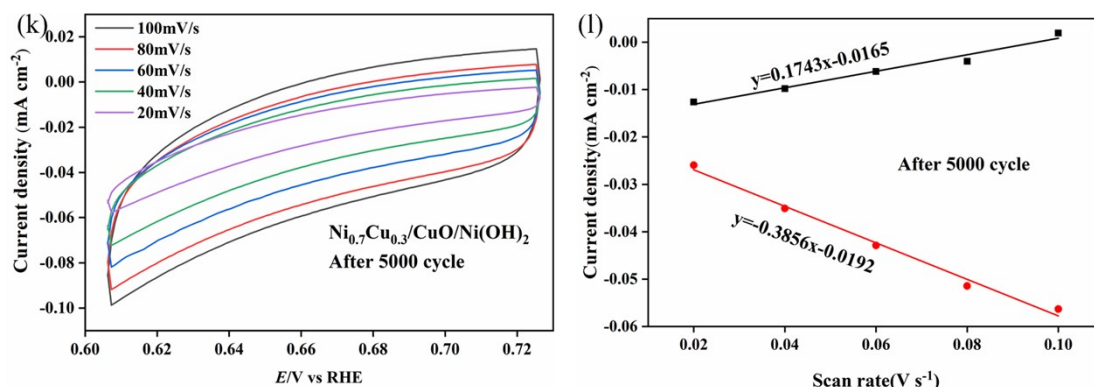 (k)
100mV/s
80mV/s
60mV/s
40mV/s
20mV/s
0.02
0.00
-0.02
-0.04
-0.06
-0.08
-0.10
Current density (mA cm⁻²)
Ni₀.₇Cu₀.₃/CuO/Ni(OH)₂
After 5000 cycle
0.60 0.62 0.64 0.66 0.68 0.70 0.72
E/V vs RHE
(l)
0.00
-0.01
-0.02
-0.03
-0.04
-0.05
-0.06
Current density(mA cm⁻²)
y=0.1743x-0.0165
After 5000 cycle
y=-0.3856x-0.0192
0.02 0.04 0.06 0.08 0.10
Scan rate(V s⁻¹)